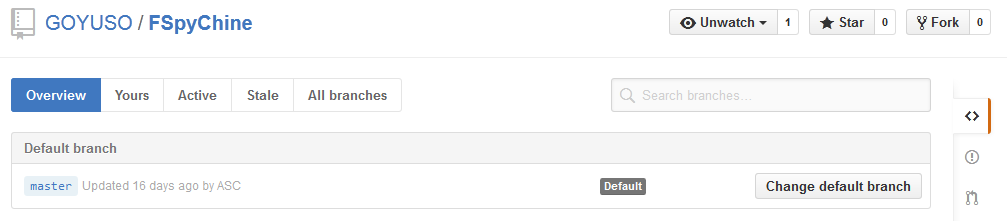 GOYUSO / FSpyChine Unwatch 1 Star 0 Fork 0
Overview Yours Active Stale All branches Search branches...
Default branch
master Updated 16 days ago by ASC Default Change default branch